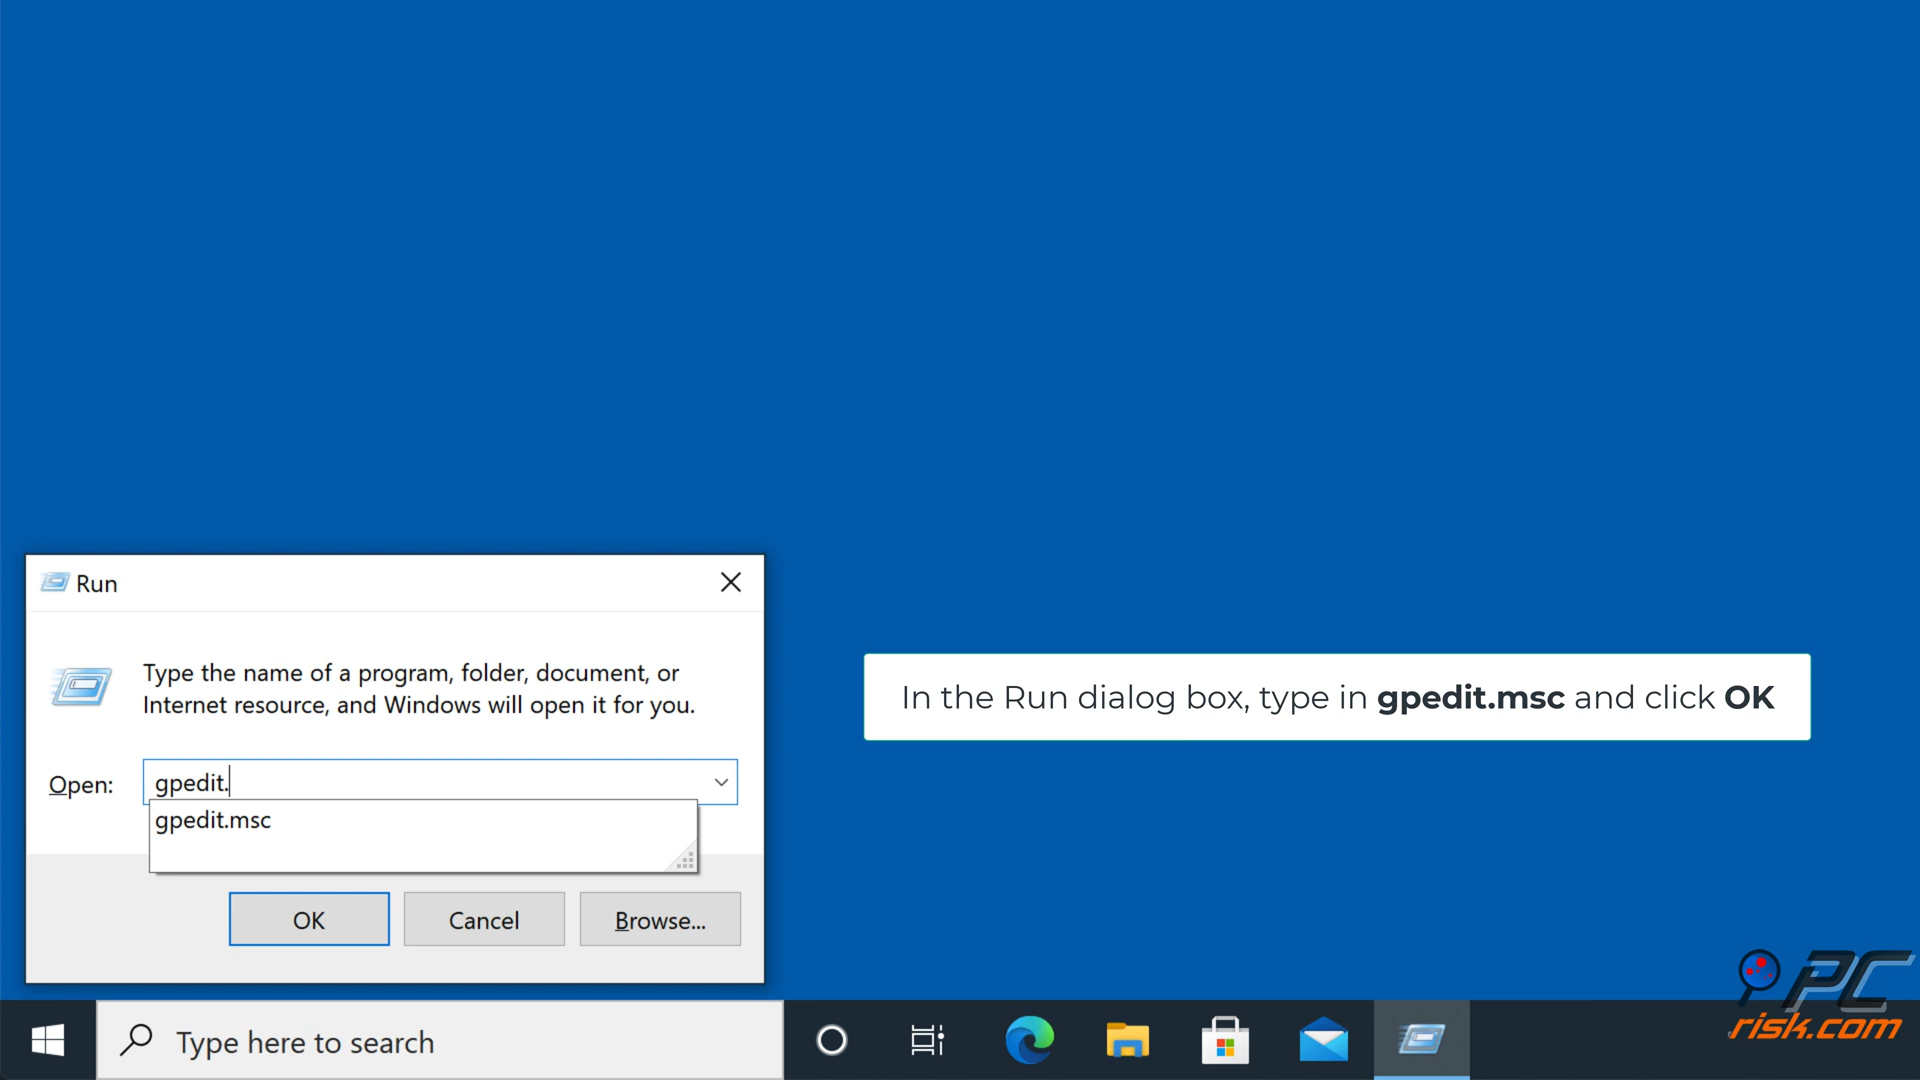 Run
Type the name of a program, folder, document, or
Internet resource, and Windows will open it for you.
Open:
gpedit.
gpedit.msc
OK
Cancel
Browse...
In the Run dialog box, type in gpedit.msc and click OK
Type here to search
PC
risk.com